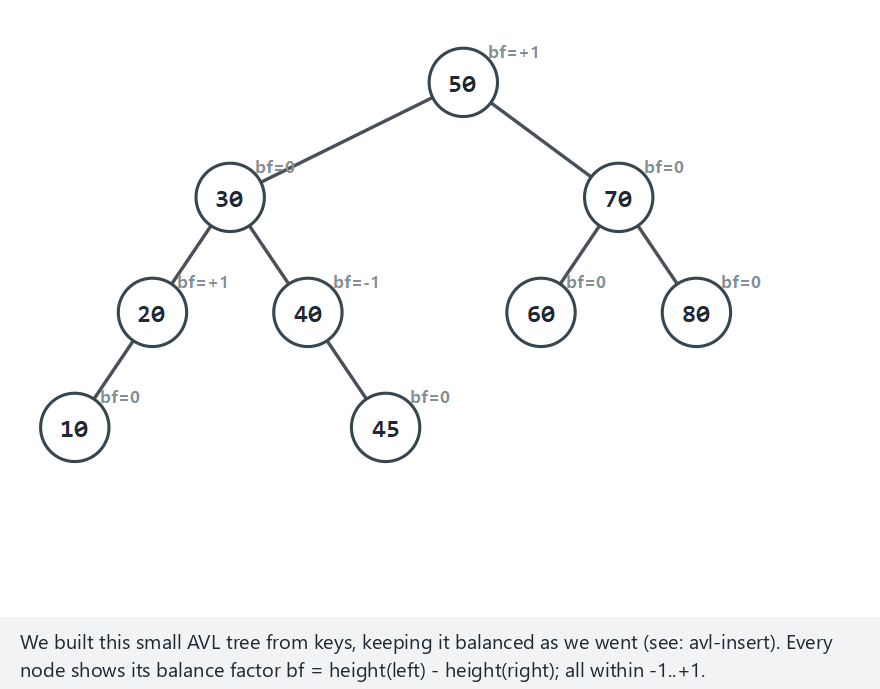 bf=+1
50
bf=0
bf=0
30
70
bf=+1
bf=-1
bf=0
bf=0
20
40
60
80
bf=0
bf=0
10
45
We built this small AVL tree from keys, keeping it balanced as we went (see: avl-insert). Every
node shows its balance factor bf = height(left) - height(right); all within -1..+1.